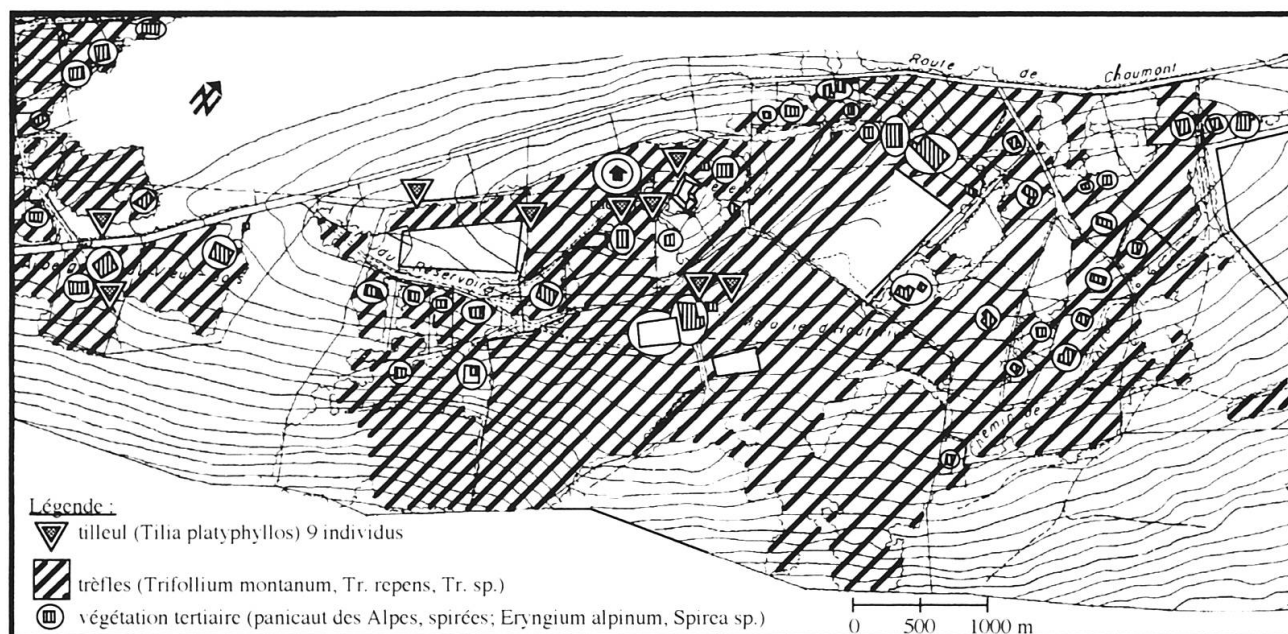 Route de Chaumont
Légende :
tilleul (Tilia platyphyllos) 9 individus
trèfles (Trifollium montanum, Tr. repens, Tr. sp.)
végétation tertiaire (panicaut des Alpes, spirées; Eryngium alpinum, Spirea sp.)
0 500 1000 m